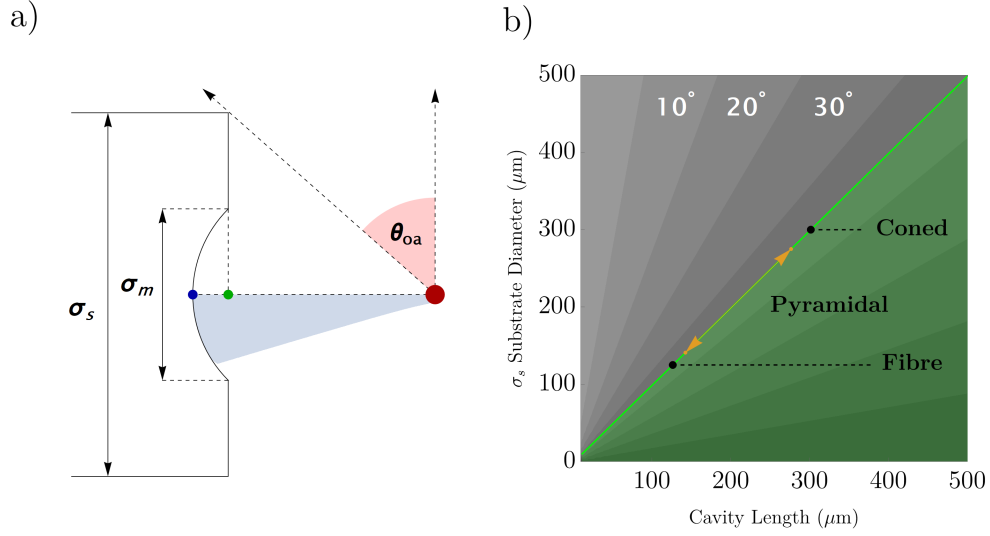 a)
σs
σm
θoa
b)
10° 20° 30°
500
400
300
200
100
0
σs Substrate Diameter (μm)
Coned
Pyramidal
Fibre
100 200 300 400 500
Cavity Length (μm)